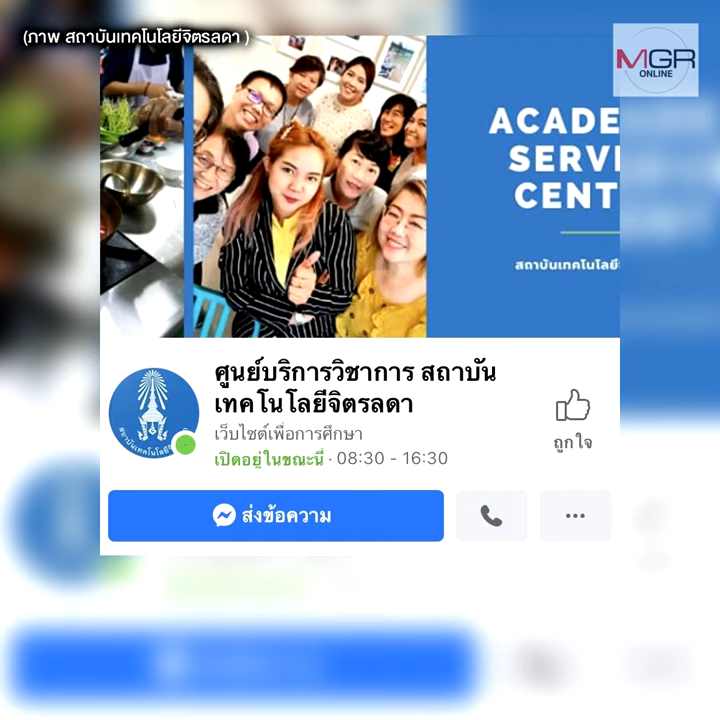 (ภาพ สถาบันเทคโนโลยีจิตรลดา )
MGR
ONLINE
ACADE
SERVI
CENT
สถาบันเทคโนโลยี
ศูนย์บริการวิชาการ สถาบัน
เทคโนโลยีจิตรลดา
เว็บไซต์เพื่อการศึกษา
เปิดอยู่ในขณะนี้ · 08:30 - 16:30
ถูกใจ
ส่งข้อความ